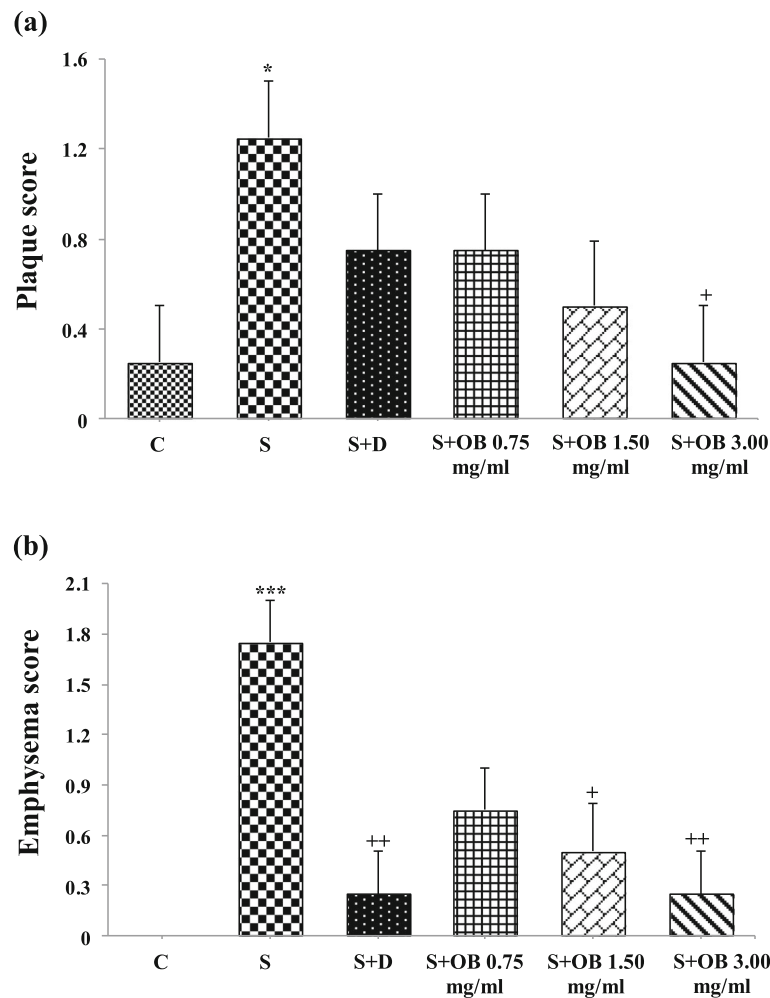 (a)
1.6
1.2
0.8
0.4
0
Plaque score
*
+
C S S+D S+OB 0.75 S+OB 1.50 S+OB 3.00
mg/ml mg/ml mg/ml
(b)
2.1
1.8
1.5
1.2
0.9
0.6
0.3
0
Emphysema score
***
++
+
++
C S S+D S+OB 0.75 S+OB 1.50 S+OB 3.00
mg/ml mg/ml mg/ml